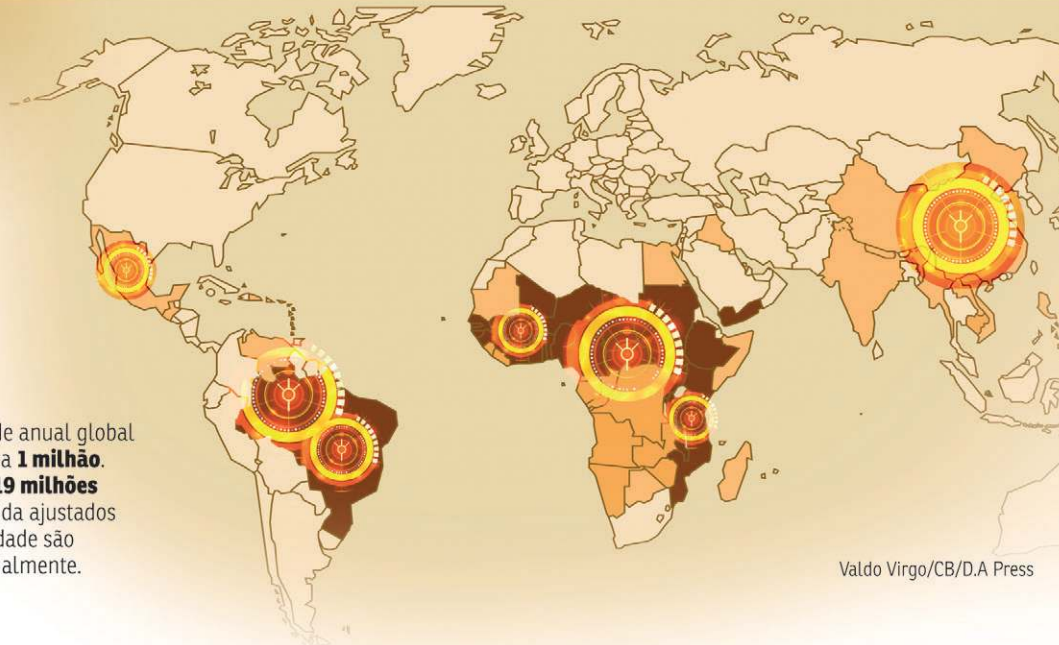 de anual global
a 1 milhão.
19 milhões
da ajustados
dade são
almente.
Valdo Virgo/CB/D.A Press